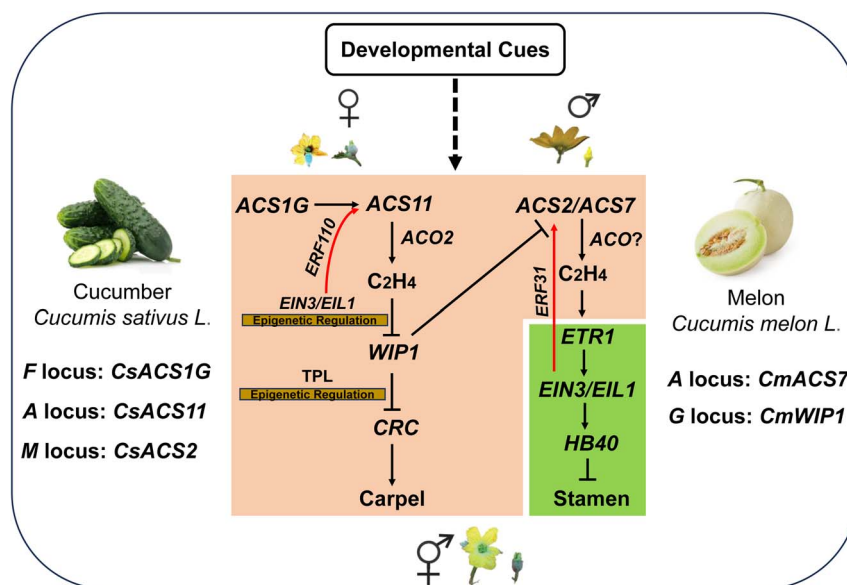 Developmental Cues
♀
♂
ACS1G
ACS11
ACS2/ACS7
ERF110
ACO2
ACO?
C2H4
C2H4
EIN3/EIL1
Epigenetic Regulation
ERF31
WIP1
ETR1
TPL
Epigenetic Regulation
EIN3/EIL1
CRC
HB40
Carpel
Stamen
Cucumber
Cucumis sativus L.
F locus: CsACS1G
A locus: CsACS11
M locus: CsACS2
Melon
Cucumis melon L.
A locus: CmACS7
G locus: CmWIP1
⚥